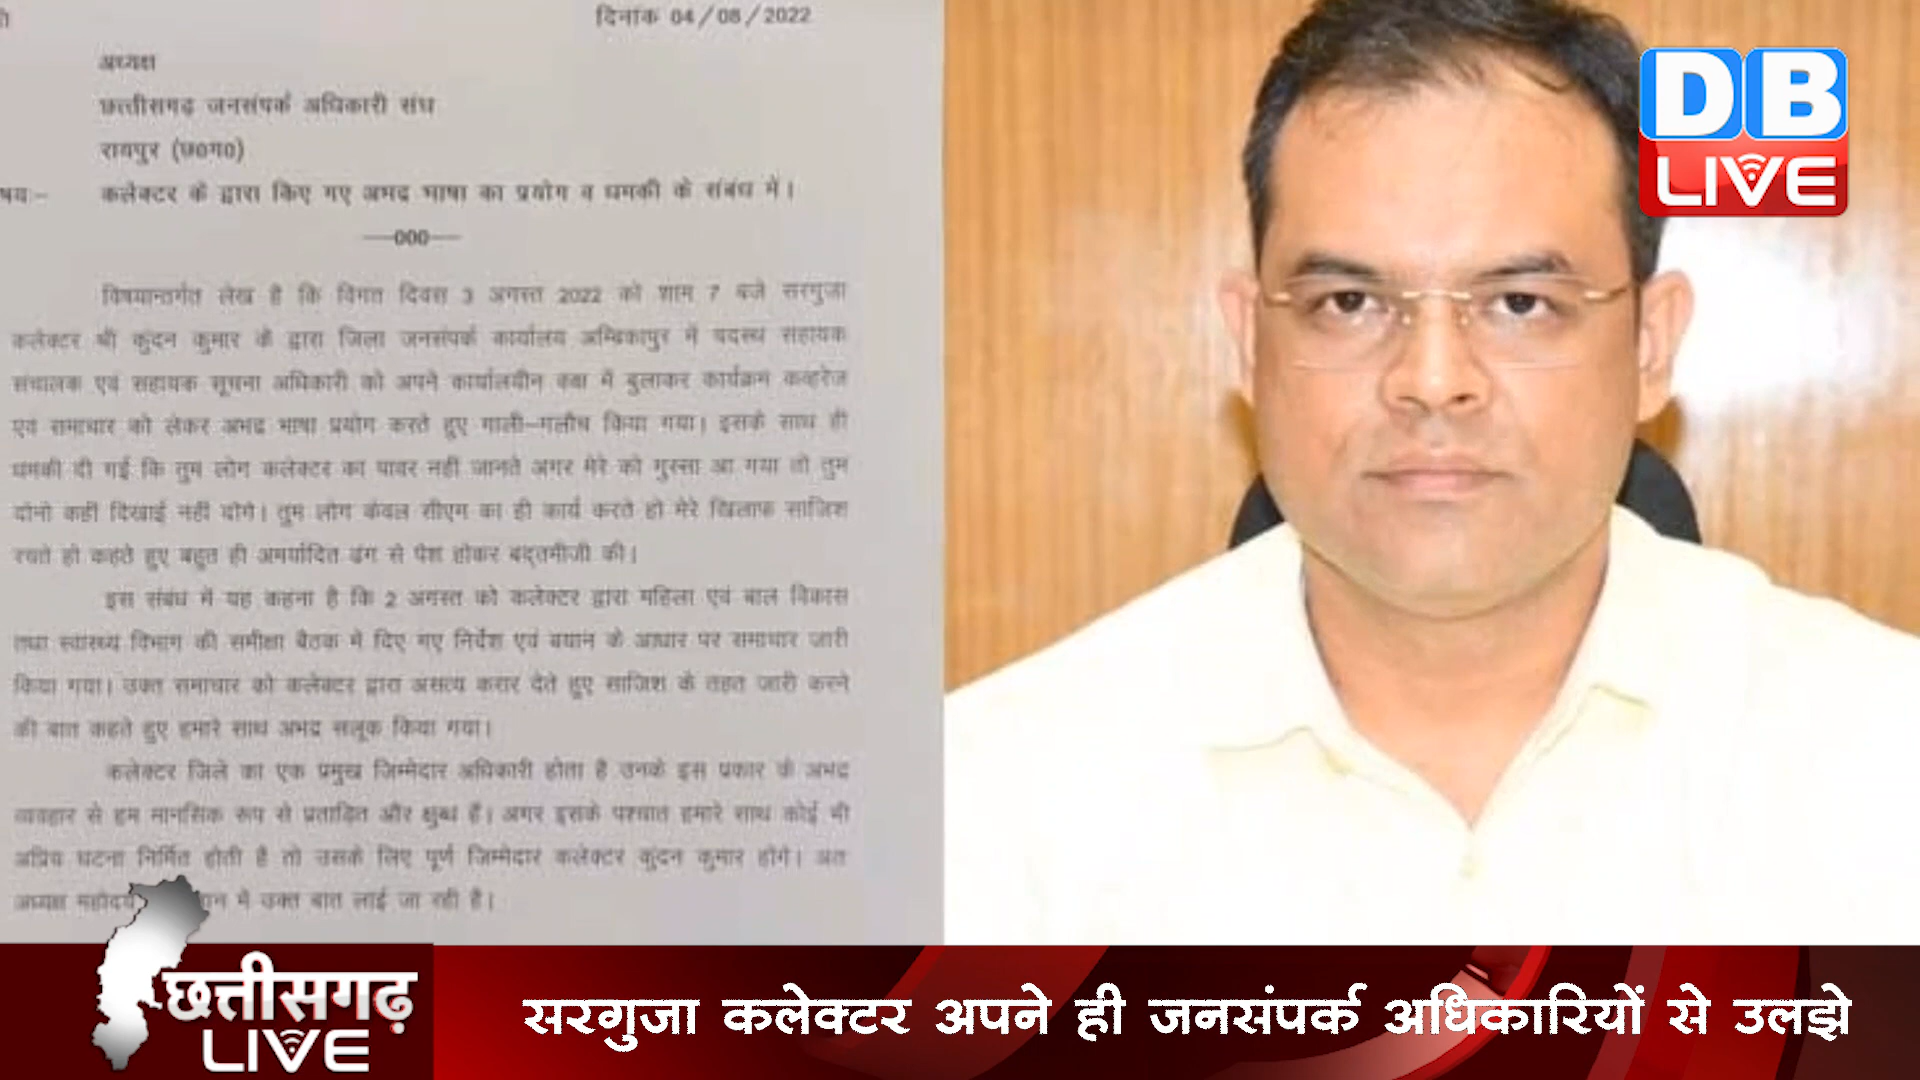 दिनांक 04/08/2022
अध्यक्ष
छत्तीसगढ़ जनसंपर्क अधिकारी संघ
रायपुर (छ0ग0)
कलेक्टर के द्वारा किए गए अभद्र भाषा का प्रयोग व धमकी के संबंध में।
—000—
विषयान्तर्गत लेख है कि विगत दिवस 3 अगस्त 2022 को शाम 7 बजे सरगुजा
कलेक्टर श्री कुंदन कुमार के द्वारा जिला जनसंपर्क कार्यालय अम्बिकापुर में पदस्थ सहायक
संचालक एवं सहायक सूचना अधिकारी को अपने कार्यालयीन कक्ष में बुलाकर कार्यक्रम कव्हरेज
एवं समाचार को लेकर अभद्र भाषा प्रयोग करते हुए गाली–गलौच किया गया। इसके साथ ही
धमकी दी गई कि तुम लोग कलेक्टर का पावर नहीं जानते अगर मेरे को गुस्सा आ गया तो तुम
दोनो कहीं दिखाई नहीं दोगे। तुम लोग केवल सीएम का ही कार्य करते हो मेरे खिलाफ साजिश
रचते हो कहते हुए बहुत ही अमर्यादित ढंग से पेश होकर बद्तमीजी की।
इस संबंध में यह कहना है कि 2 अगस्त को कलेक्टर द्वारा महिला एवं बाल विकास
तथा स्वास्थ्य विभाग की समीक्षा बैठक में दिए गए निर्देश एवं बयान के आधार पर समाचार जारी
किया गया। उक्त समाचार को कलेक्टर द्वारा असत्य करार देते हुए साजिश के तहत जारी करने
की बात कहते हुए हमारे साथ अभद्र सलूक किया गया।
कलेक्टर जिले का एक प्रमुख जिम्मेदार अधिकारी होता है उनके इस प्रकार के अभद्र
व्यवहार से हम मानसिक रूप से प्रताड़ित और क्षुब्ध हैं। अगर इसके पश्चात हमारे साथ कोई भी
अप्रिय घटना निर्मित होती है तो उसके लिए पूर्ण जिम्मेदार कलेक्टर कुंदन कुमार होंगे। अतः
अध्यक्ष महोदय में उक्त बात लाई जा रही है।
DB
LIVE
छत्तीसगढ़
LIVE
सरगुजा कलेक्टर अपने ही जनसंपर्क अधिकारियों से उलझे